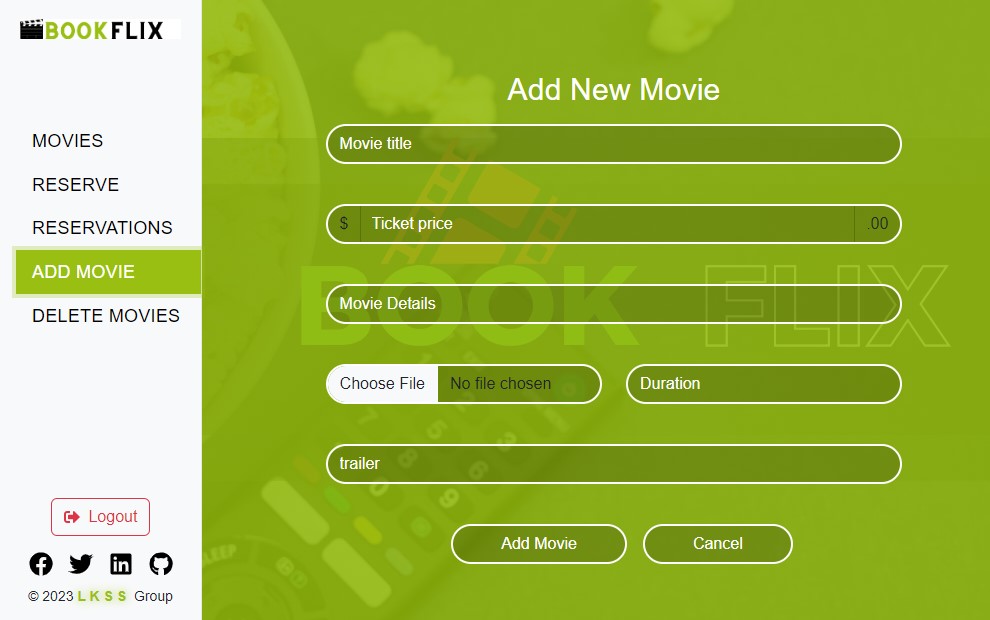 BOOKFLIX
MOVIES
RESERVE
RESERVATIONS
ADD MOVIE
DELETE MOVIES
Logout
© 2023 LKSS Group
Add New Movie
Movie title
$ Ticket price .00
BOOK FLIX
Movie Details
Choose File No file chosen Duration
trailer
Add Movie Cancel